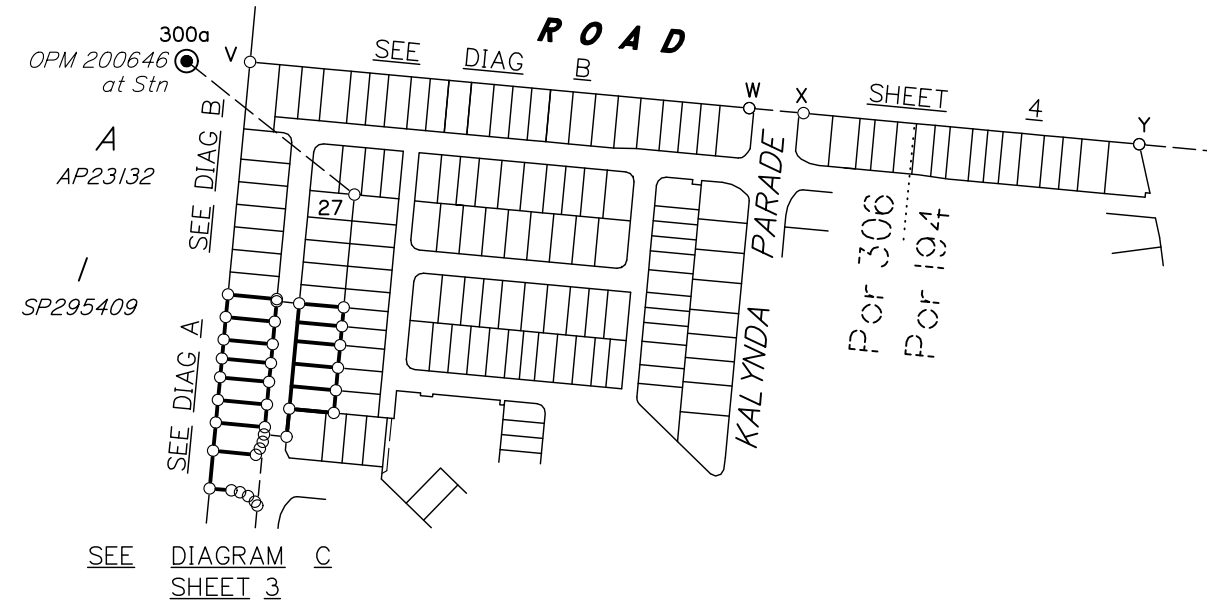 ROAD
300a
V
OPM 200646
at Stn
SEE DIAG B
W
X
SHEET 4
Y
A
AP23132
SEE DIAG B
27
PARADE
KALYNDA
Por 306
Por 194
1
SP295409
SEE DIAG A
SEE DIAGRAM C
SHEET 3